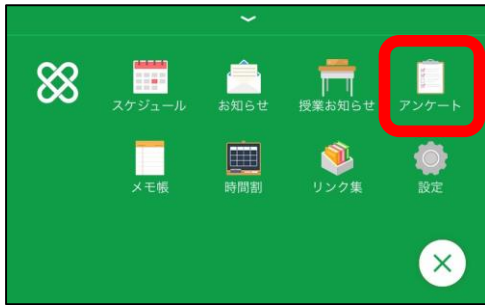 スケジュール
お知らせ
授業お知らせ
アンケート
メモ帳
時間割
リンク集
設定